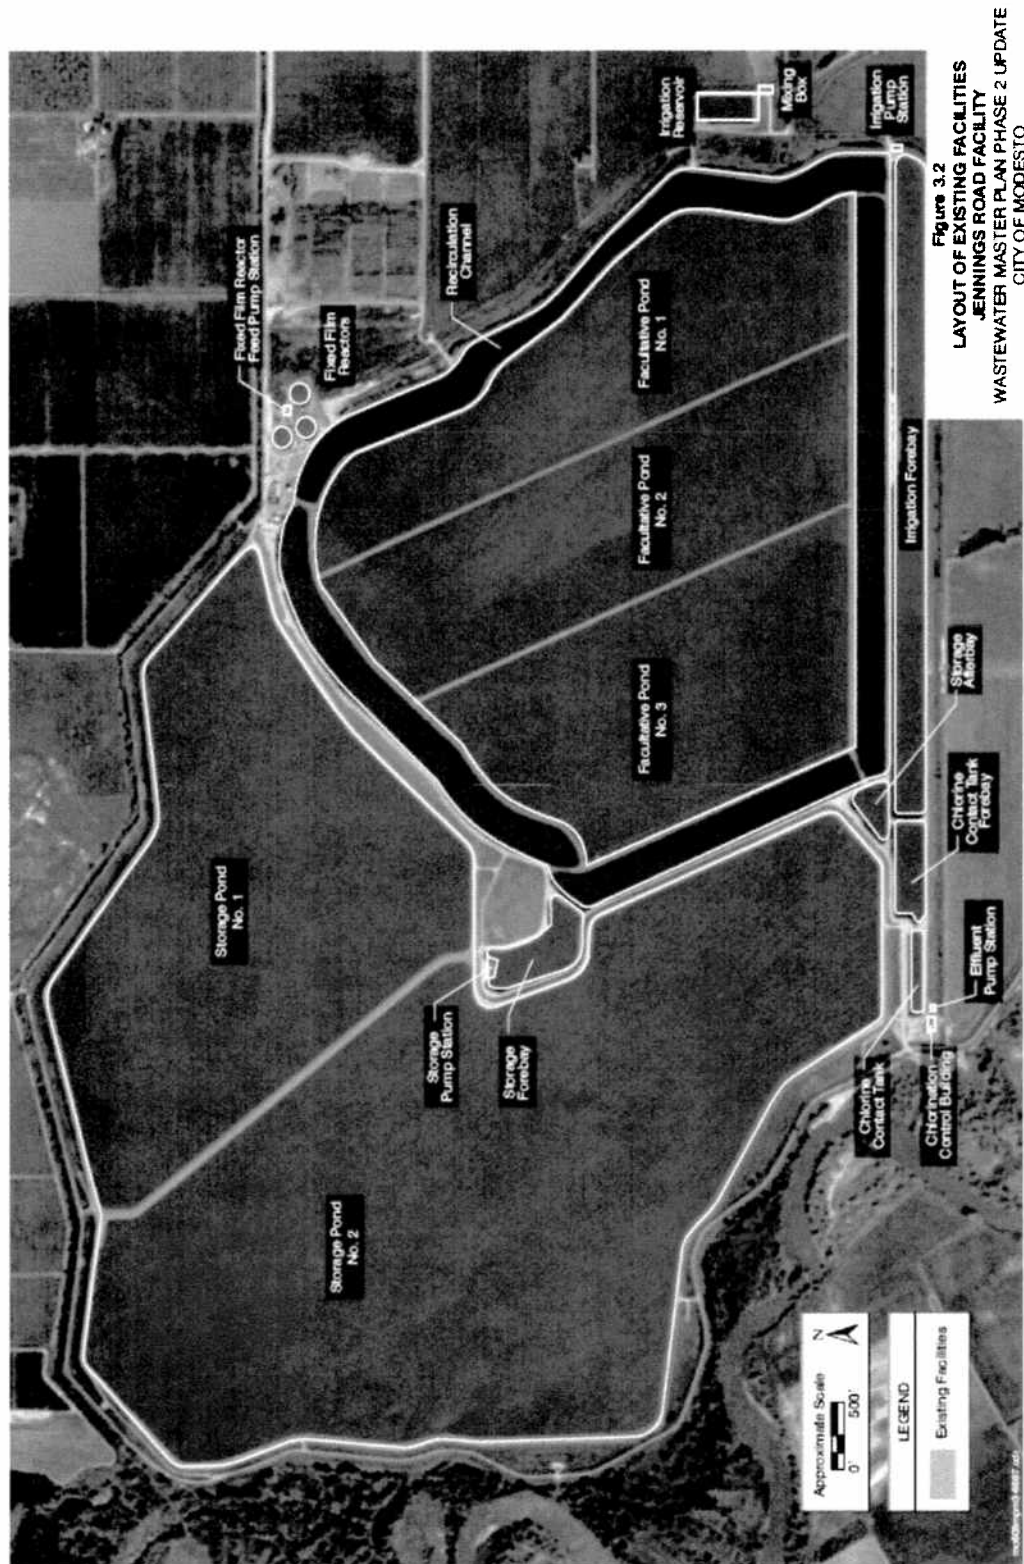 Irrigation
Reservoir
Mixing
Box
Irrigation
Pump
Station
Fixed Film Reactor
Feed Pump Station
Fixed Film
Reactors
Recirculation
Channel
Facultative Pond
No. 1
Facultative Pond
No. 2
Facultative Pond
No. 3
Irrigation Forebay
Storage
Afterbay
Chlorine
Contact Tank
Forebay
Effluent
Pump Station
Storage Pond
No. 1
Storage
Pump Station
Storage
Forebay
Chlorine
Contact Tank
Chlorination
Control Building
Storage Pond
No. 2
Approximate Scale
N
0'
500'
LEGEND
Existing Facilities
Figure 3.2
LAYOUT OF EXISTING FACILITIES
JENNINGS ROAD FACILITY
WASTEWATER MASTER PLAN PHASE 2 UPDATE
CITY OF MODESTO